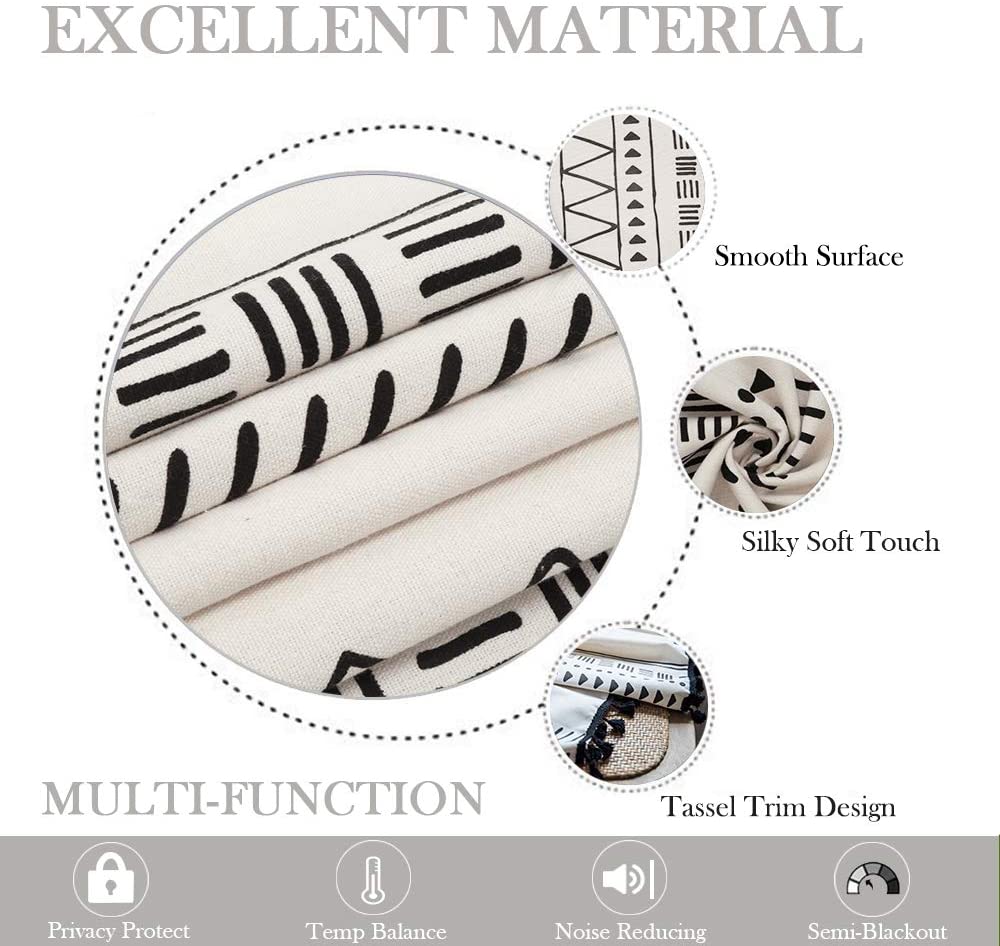 EXCELLENT MATERIAL
Smooth Surface
Silky Soft Touch
Tassel Trim Design
MULTI-FUNCTION
Privacy Protect
Temp Balance
Noise Reducing
Semi-Blackout